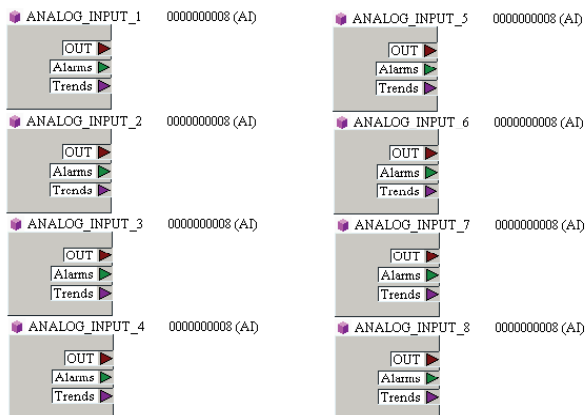 ANALOG_INPUT_1 0000000008 (AI)
OUT
Alarms
Trends
ANALOG_INPUT_2 0000000008 (AI)
OUT
Alarms
Trends
ANALOG_INPUT_3 0000000008 (AI)
OUT
Alarms
Trends
ANALOG_INPUT_4 0000000008 (AI)
OUT
Alarms
Trends
ANALOG_INPUT_5 0000000008 (AI)
OUT
Alarms
Trends
ANALOG_INPUT_6 0000000008 (AI)
OUT
Alarms
Trends
ANALOG_INPUT_7 0000000008 (AI)
OUT
Alarms
Trends
ANALOG_INPUT_8 0000000008 (AI)
OUT
Alarms
Trends